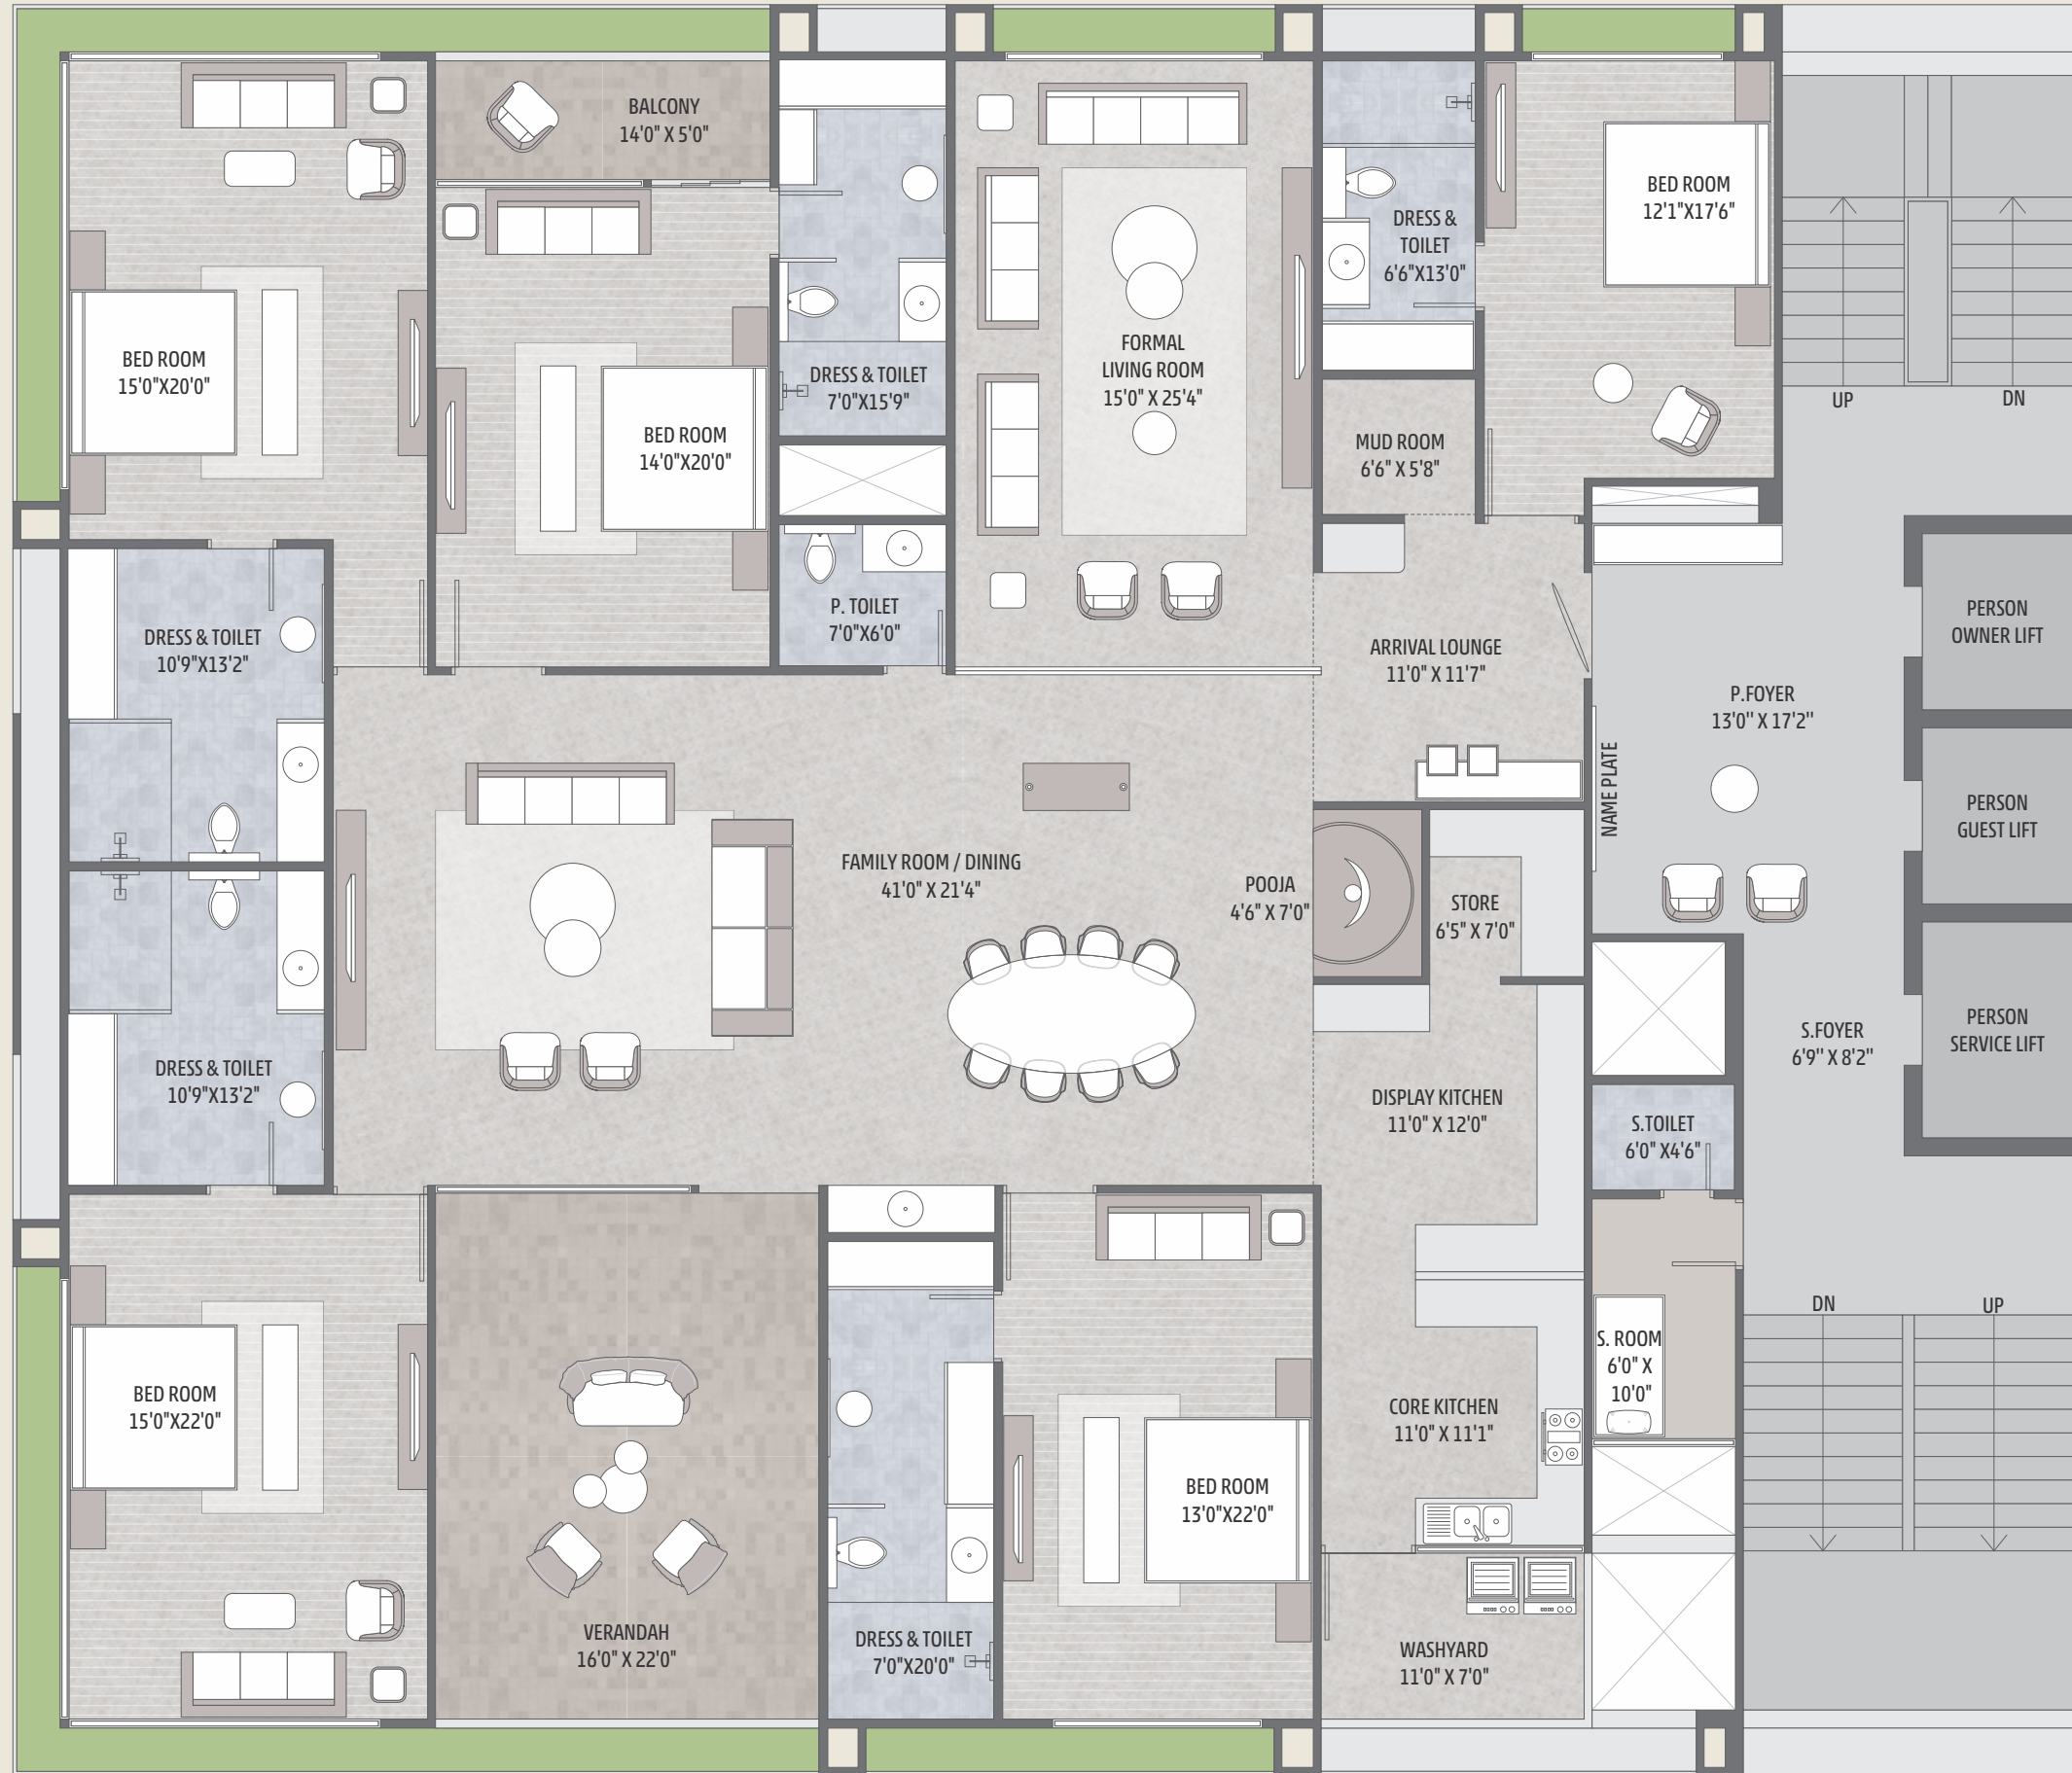 BALCONY
14'0" X 5'0"
BED ROOM
15'0"X20'0"
BED ROOM
14'0"X20'0"
DRESS & TOILET
7'0"X15'9"
FORMAL
LIVING ROOM
15'0" X 25'4"
DRESS &
TOILET
6'6"X13'0"
BED ROOM
12'1"X17'6"
UP
DN
MUD ROOM
6'6" X 5'8"
P. TOILET
7'0"X6'0"
DRESS & TOILET
10'9"X13'2"
ARRIVAL LOUNGE
11'0" X 11'7"
PERSON
OWNER LIFT
P.FOYER
13'0'' X 17'2''
NAME PLATE
PERSON
GUEST LIFT
FAMILY ROOM / DINING
41'0" X 21'4"
POOJA
4'6" X 7'0"
STORE
6'5" X 7'0"
PERSON
SERVICE LIFT
S.FOYER
6'9'' X 8'2''
DRESS & TOILET
10'9"X13'2"
DISPLAY KITCHEN
11'0" X 12'0"
S.TOILET
6'0" X4'6"
DN
UP
S. ROOM
6'0" X
10'0"
BED ROOM
15'0"X22'0"
CORE KITCHEN
11'0" X 11'1"
BED ROOM
13'0"X22'0"
VERANDAH
16'0" X 22'0"
DRESS & TOILET
7'0"X20'0"
WASHYARD
11'0" X 7'0"